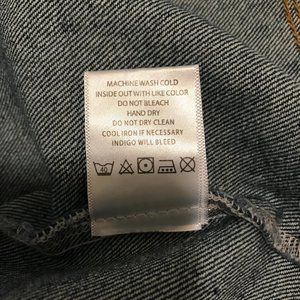 MACHINE WASH COLD
INSIDE OUT WITH LIKE COLOR
DO NOT BLEACH
HAND DRY
DO NOT DRY CLEAN
COOL IRON IF NECESSARY
INDIGO WILL BLEED
40